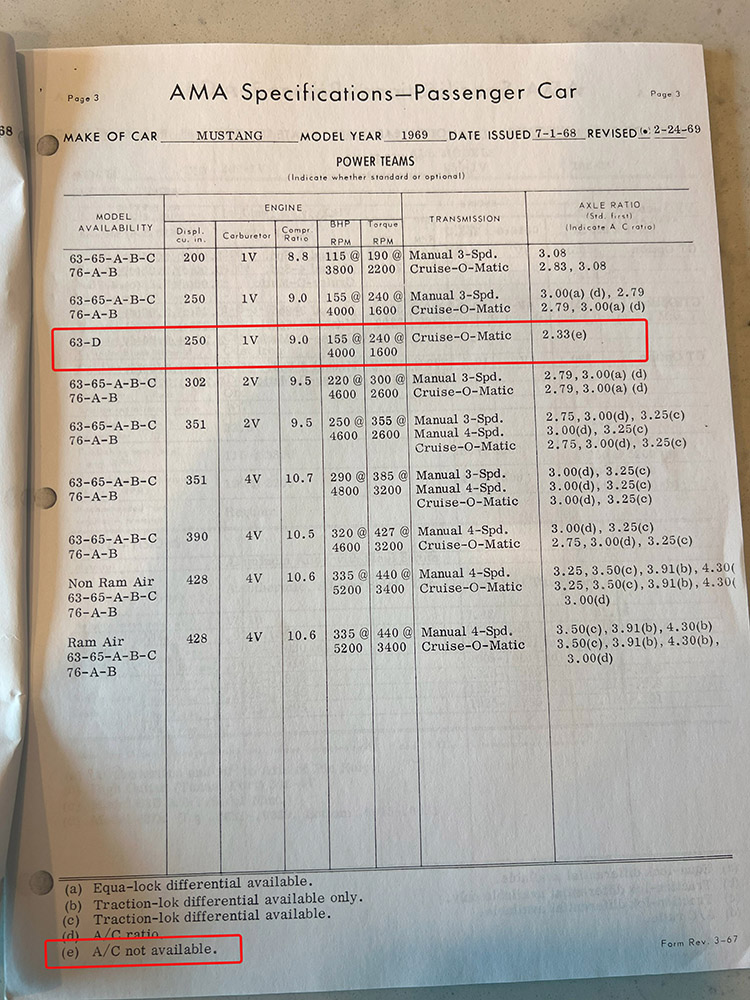 68
Page 3 AMA Specifications—Passenger Car Page 3
MAKE OF CAR MUSTANG MODEL YEAR 1969 DATE ISSUED 7-1-68 REVISED (•) 2-24-69
POWER TEAMS
(Indicate whether standard or optional)
MODEL AVAILABILITY ENGINE TRANSMISSION AXLE RATIO (Std. first) (Indicate A/C ratio)
Displ. cu. in. Carburetor Compr. Ratio BHP @ RPM Torque @ RPM
63-65-A-B-C 200 1V 8.8 115 @ 190 @ Manual 3-Spd. 3.08
76-A-B 3800 2200 Cruise-O-Matic 2.83, 3.08
63-65-A-B-C 250 1V 9.0 155 @ 240 @ Manual 3-Spd. 3.00(a) (d), 2.79
76-A-B 4000 1600 Cruise-O-Matic 2.79, 3.00(a) (d)
63-D 250 1V 9.0 155 @ 240 @ Cruise-O-Matic 2.33(e)
4000 1600
63-65-A-B-C 302 2V 9.5 220 @ 300 @ Manual 3-Spd. 2.79, 3.00(a) (d)
76-A-B 4600 2600 Cruise-O-Matic 2.79, 3.00(a) (d)
63-65-A-B-C 351 2V 9.5 250 @ 355 @ Manual 3-Spd. 2.75, 3.00(d), 3.25(c)
76-A-B 4600 2600 Manual 4-Spd. 3.00(d), 3.25(c)
Cruise-O-Matic 2.75, 3.00(d), 3.25(c)
63-65-A-B-C 351 4V 10.7 290 @ 385 @ Manual 3-Spd. 3.00(d), 3.25(c)
76-A-B 4800 3200 Manual 4-Spd. 3.00(d), 3.25(c)
Cruise-O-Matic 3.00(d), 3.25(c)
63-65-A-B-C 390 4V 10.5 320 @ 427 @ Manual 4-Spd. 3.00(d), 3.25(c)
76-A-B 4600 3200 Cruise-O-Matic 2.75, 3.00(d), 3.25(c)
Non Ram Air 428 4V 10.6 335 @ 440 @ Manual 4-Spd. 3.25, 3.50(c), 3.91(b), 4.30(
63-65-A-B-C 5200 3400 Cruise-O-Matic 3.25, 3.50(c), 3.91(b), 4.30(
76-A-B 3.00(d)
Ram Air 428 4V 10.6 335 @ 440 @ Manual 4-Spd. 3.50(c), 3.91(b), 4.30(b)
63-65-A-B-C 5200 3400 Cruise-O-Matic 3.50(c), 3.91(b), 4.30(b),
76-A-B 3.00(d)
(a) Equa-lock differential available.
(b) Traction-lok differential available only.
(c) Traction-lok differential available.
(d) A/C ratio
(e) A/C not available.
Form Rev. 3-67